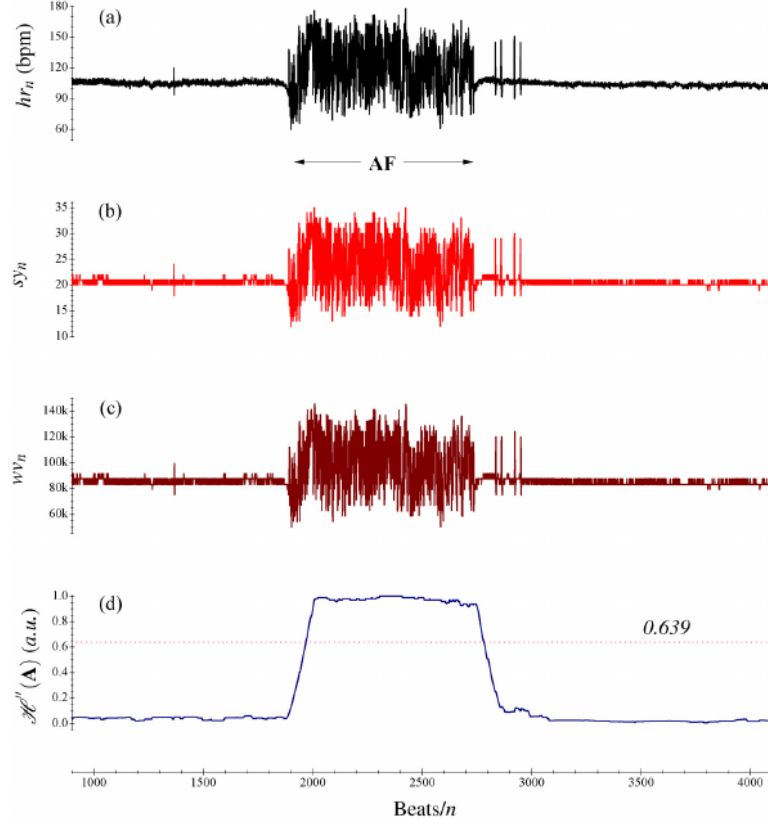 (a)
hr_n (bpm)
180
150
120
90
60
AF
(b)
sy_n
35
30
25
20
15
10
(c)
wv_n
140k
120k
100k
80k
60k
(d)
ℋ″(A) (a.u.)
1.0
0.8
0.6
0.4
0.2
0.0
0.639
1000 1500 2000 2500 3000 3500 4000
Beats/n